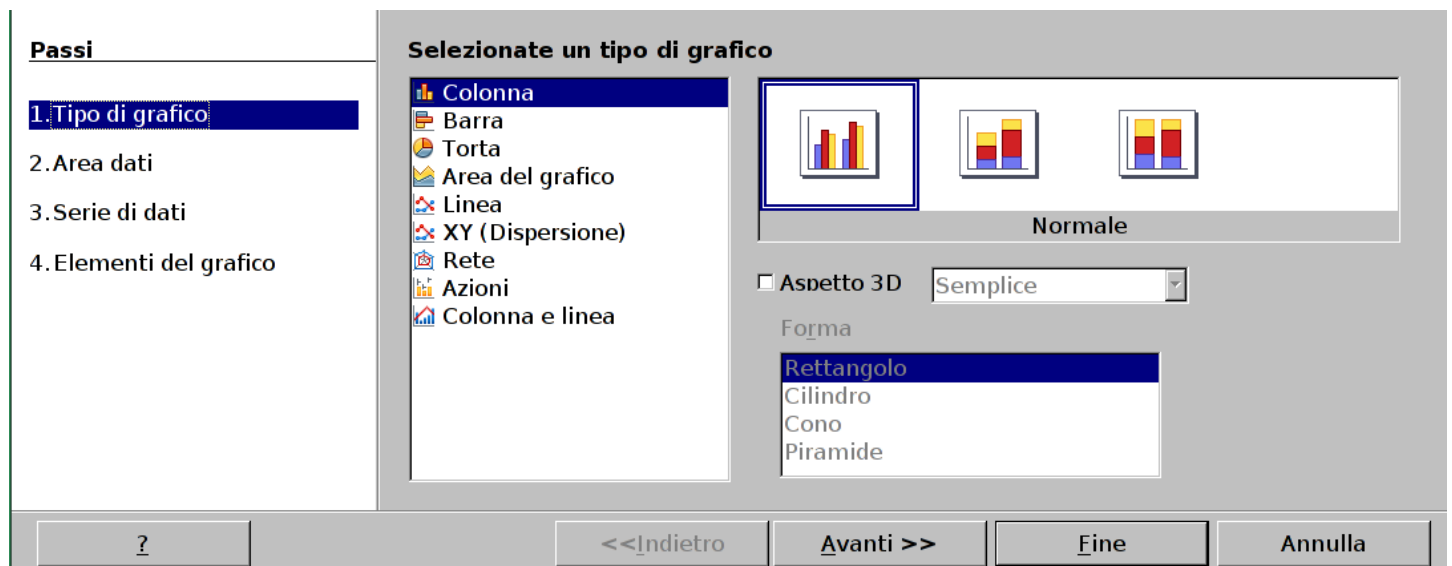 Passi
1.Tipo di grafico
2.Area dati
3.Serie di dati
4.Elementi del grafico
Selezionate un tipo di grafico
Colonna
Barra
Torta
Area del grafico
Linea
XY (Dispersione)
Rete
Azioni
Colonna e linea
Normale
Aspetto 3D
Semplice
Forma
Rettangolo
Cilindro
Cono
Piramide
?
<<Indietro
Avanti >>
Fine
Annulla